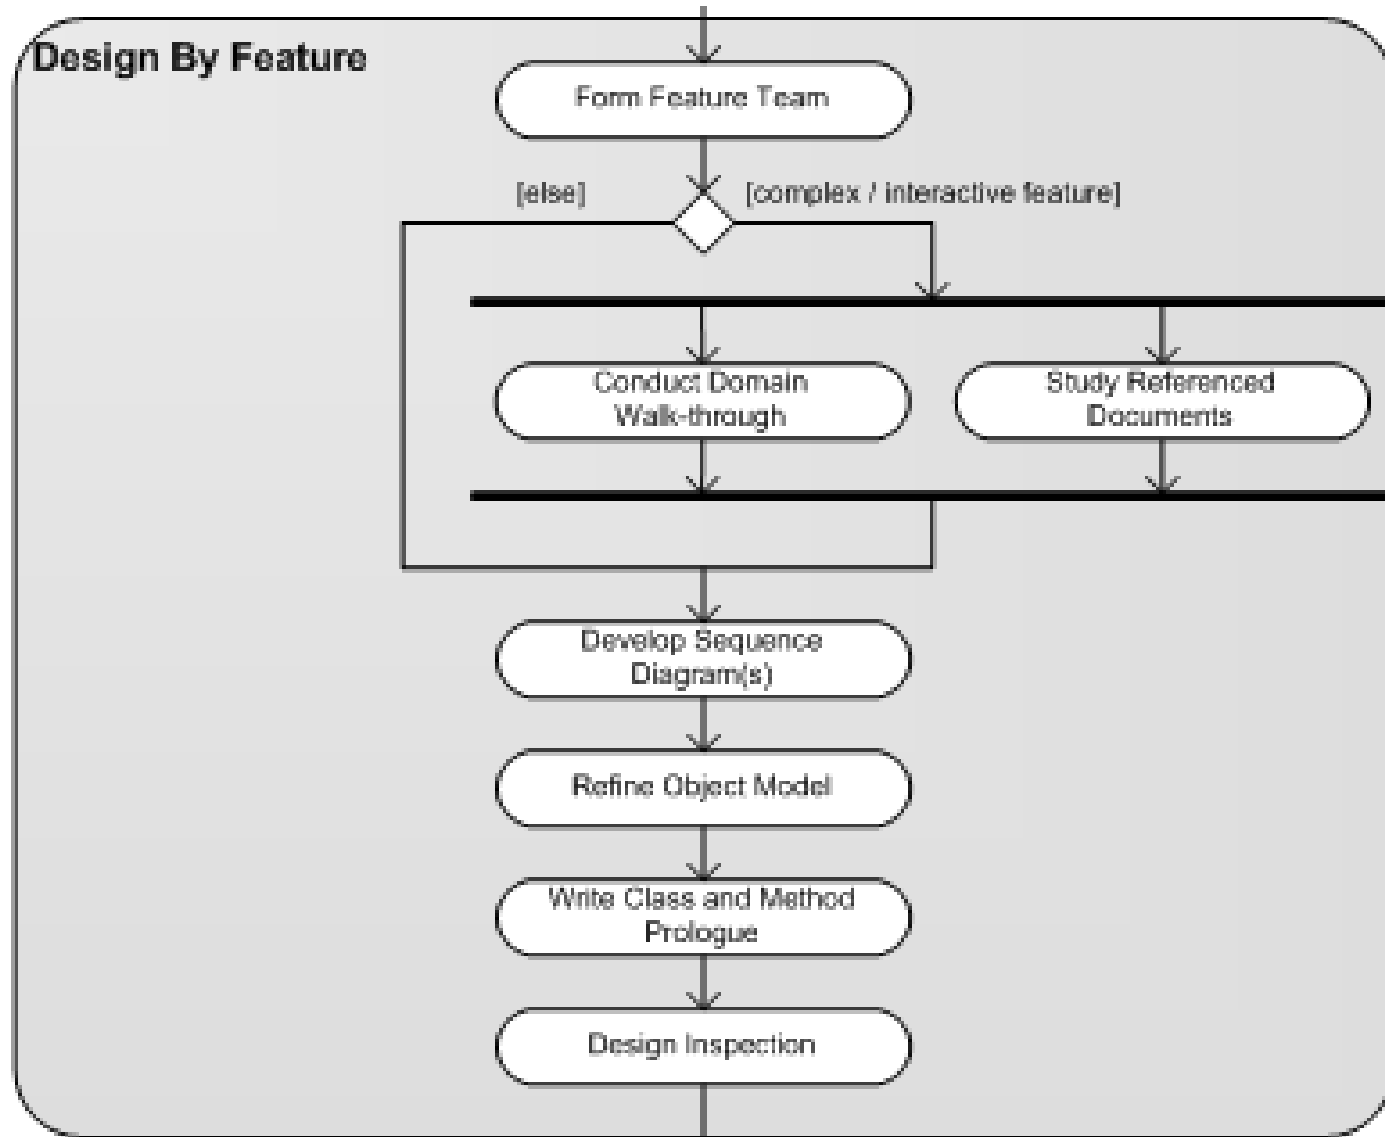 Design By Feature
Form Feature Team
[else]
[complex / interactive feature]
Conduct Domain
Walk-through
Study Referenced
Documents
Develop Sequence
Diagram(s)
Refine Object Model
Write Class and Method
Prologue
Design Inspection